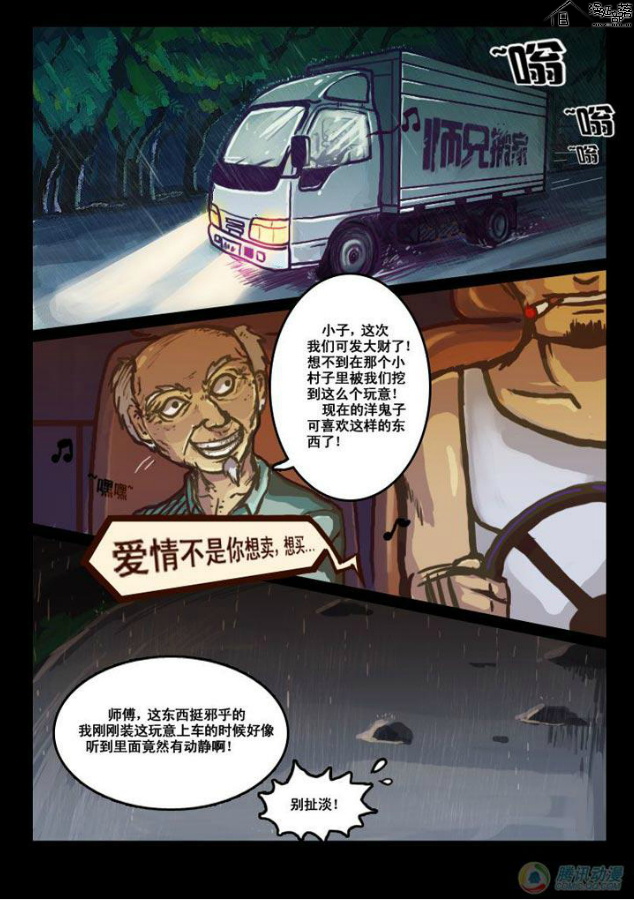 漫画部落
~嗡
~嗡
~嗡
师兄搬家
小子，这次
我们可发大财了！
想不到在那个小
村子里被我们挖
到这么个玩意！
现在的洋鬼子
可喜欢这样的东
西了！
~嘿嘿~
爱情不是你想卖，想买...
师傅，这东西挺邪乎的
我刚刚装这玩意上车的时候好像
听到里面竟然有动静啊！
别扯淡！
腾讯动漫